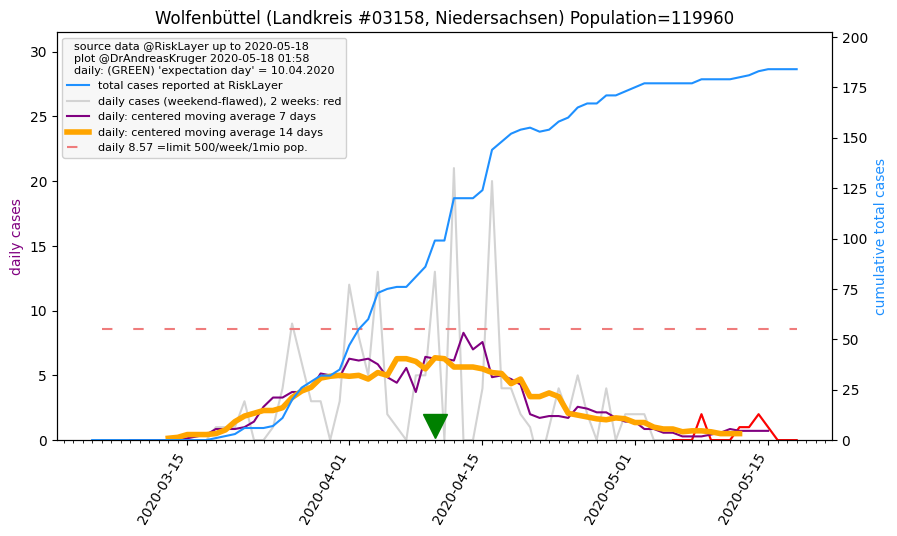 Wolfenbüttel (Landkreis #03158, Niedersachsen) Population=119960
source data @RiskLayer up to 2020-05-18
plot @DrAndreasKruger 2020-05-18 01:58
daily: (GREEN) 'expectation day' = 10.04.2020
total cases reported at RiskLayer
daily cases (weekend-flawed), 2 weeks: red
daily: centered moving average 7 days
daily: centered moving average 14 days
daily 8.57 =limit 500/week/1mio pop.
daily cases
30
25
20
15
10
5
0
cumulative total cases
200
175
150
125
100
75
50
25
0
2020-03-15
2020-04-01
2020-04-15
2020-05-01
2020-05-15